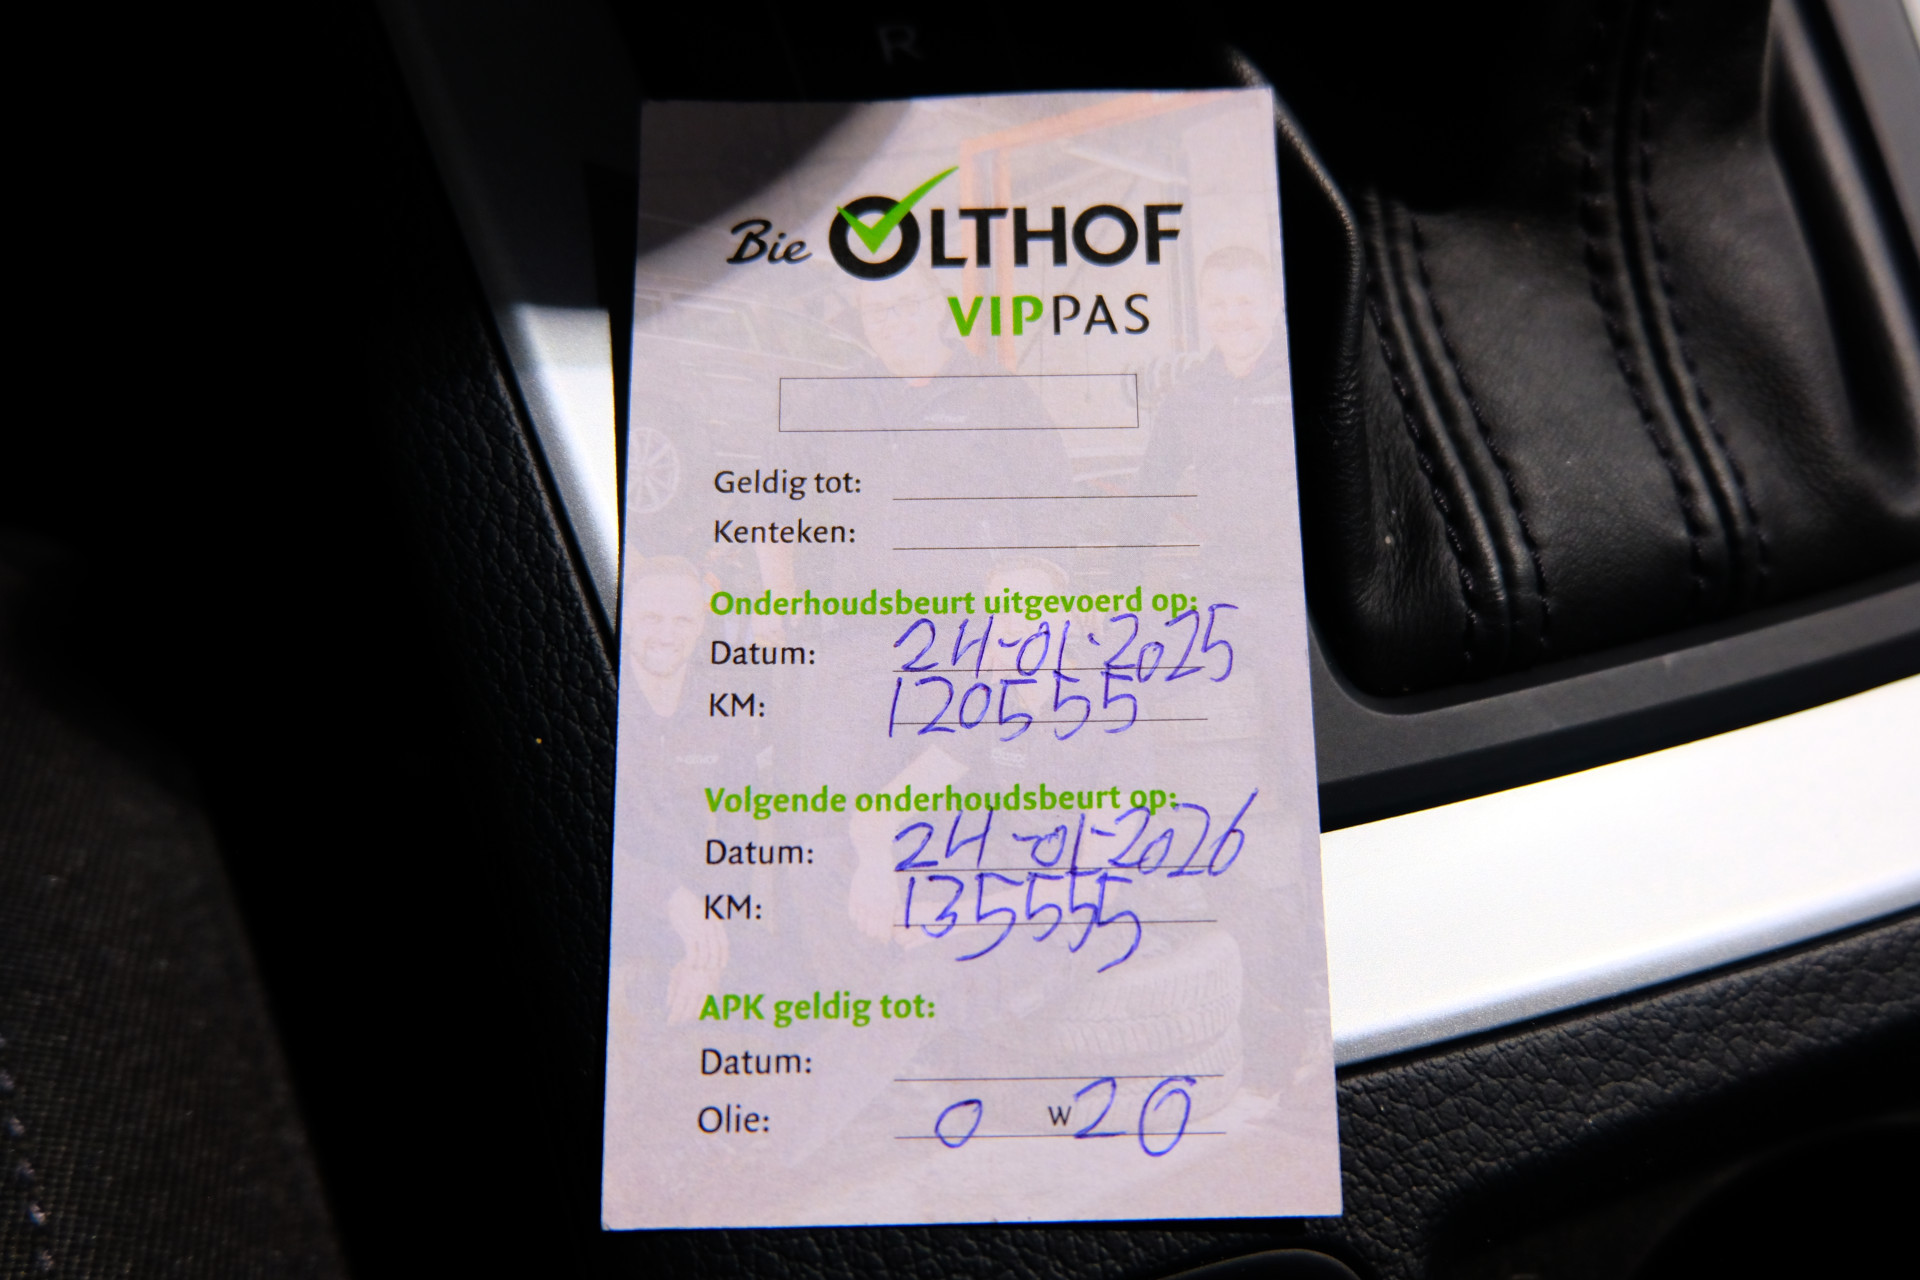 R
Bie OLTHOF
VIPPAS
Geldig tot:
Kenteken:
Onderhoudsbeurt uitgevoerd op:
Datum: 24-01-2025
KM: 120555
Volgende onderhoudsbeurt op:
Datum: 24-01-2026
KM: 135555
APK geldig tot:
Datum:
Olie: 0 W 20